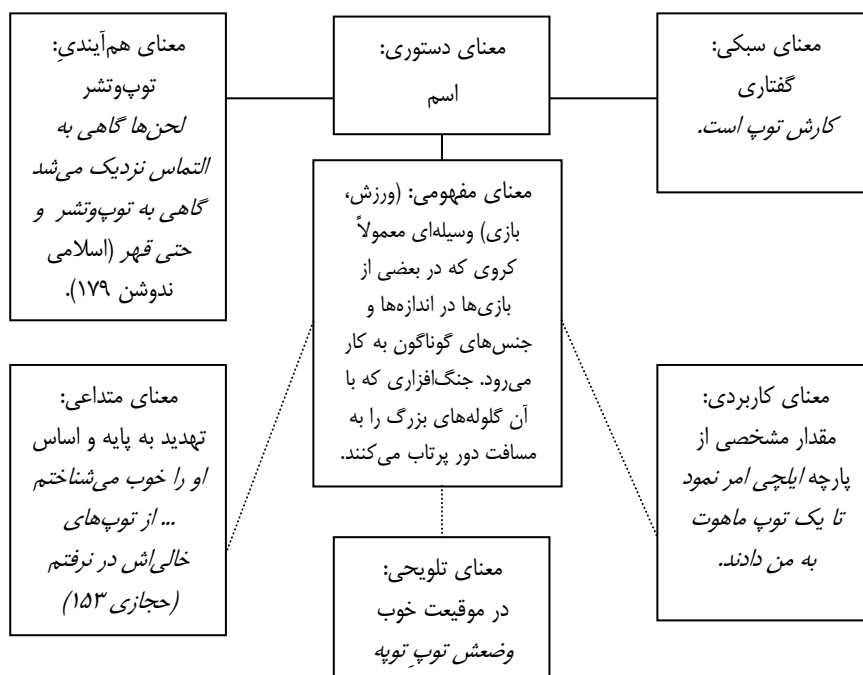 معنای هم‌آیندیِ:
توپ‌وتشر
لحن‌ها گاهی به
التماس نزدیک می‌شد
گاهی به توپ‌وتشر و
حتی قهر (اسلامی
ندوشن ۱۷۹).
معنای دستوری:
اسم
معنای سبکی:
گفتاری
کارش توپ است.
معنای مفهومی: (ورزش،
بازی) وسیله‌ای معمولاً
کروی که در بعضی از
بازی‌ها در اندازه‌ها و
جنس‌های گوناگون به کار
می‌رود. جنگ‌افزاری که با
آن گلوله‌های بزرگ را به
مسافت دور پرتاب می‌کنند.
معنای متداعی:
تهدید به پایه و اساس
او را خوب می‌شناختم
... از توپ‌های
خالی‌اش در نرفتم
(حجازی ۱۵۳)
معنای کاربردی:
مقدار مشخصی از
پارچه ایلچی امر نمود
تا یک توپ ماهوت
به من دادند.
معنای تلویحی:
در موقیعت خوب
وضعش توپِ توپه